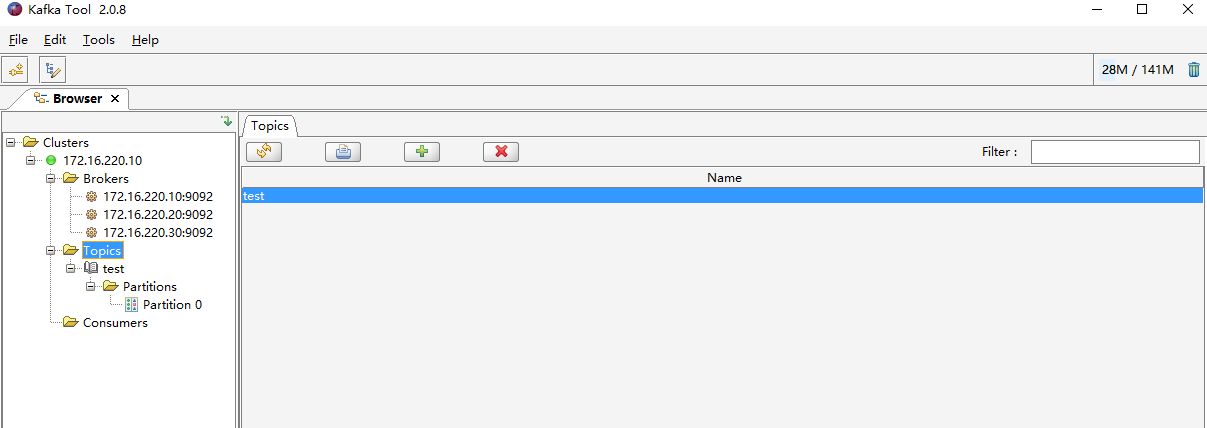 Kafka Tool 2.0.8
File Edit Tools Help
28M / 141M
Browser
Topics
Clusters
172.16.220.10
Brokers
172.16.220.10:9092
172.16.220.20:9092
172.16.220.30:9092
Topics
test
Partitions
Partition 0
Consumers
Filter :
Name
test